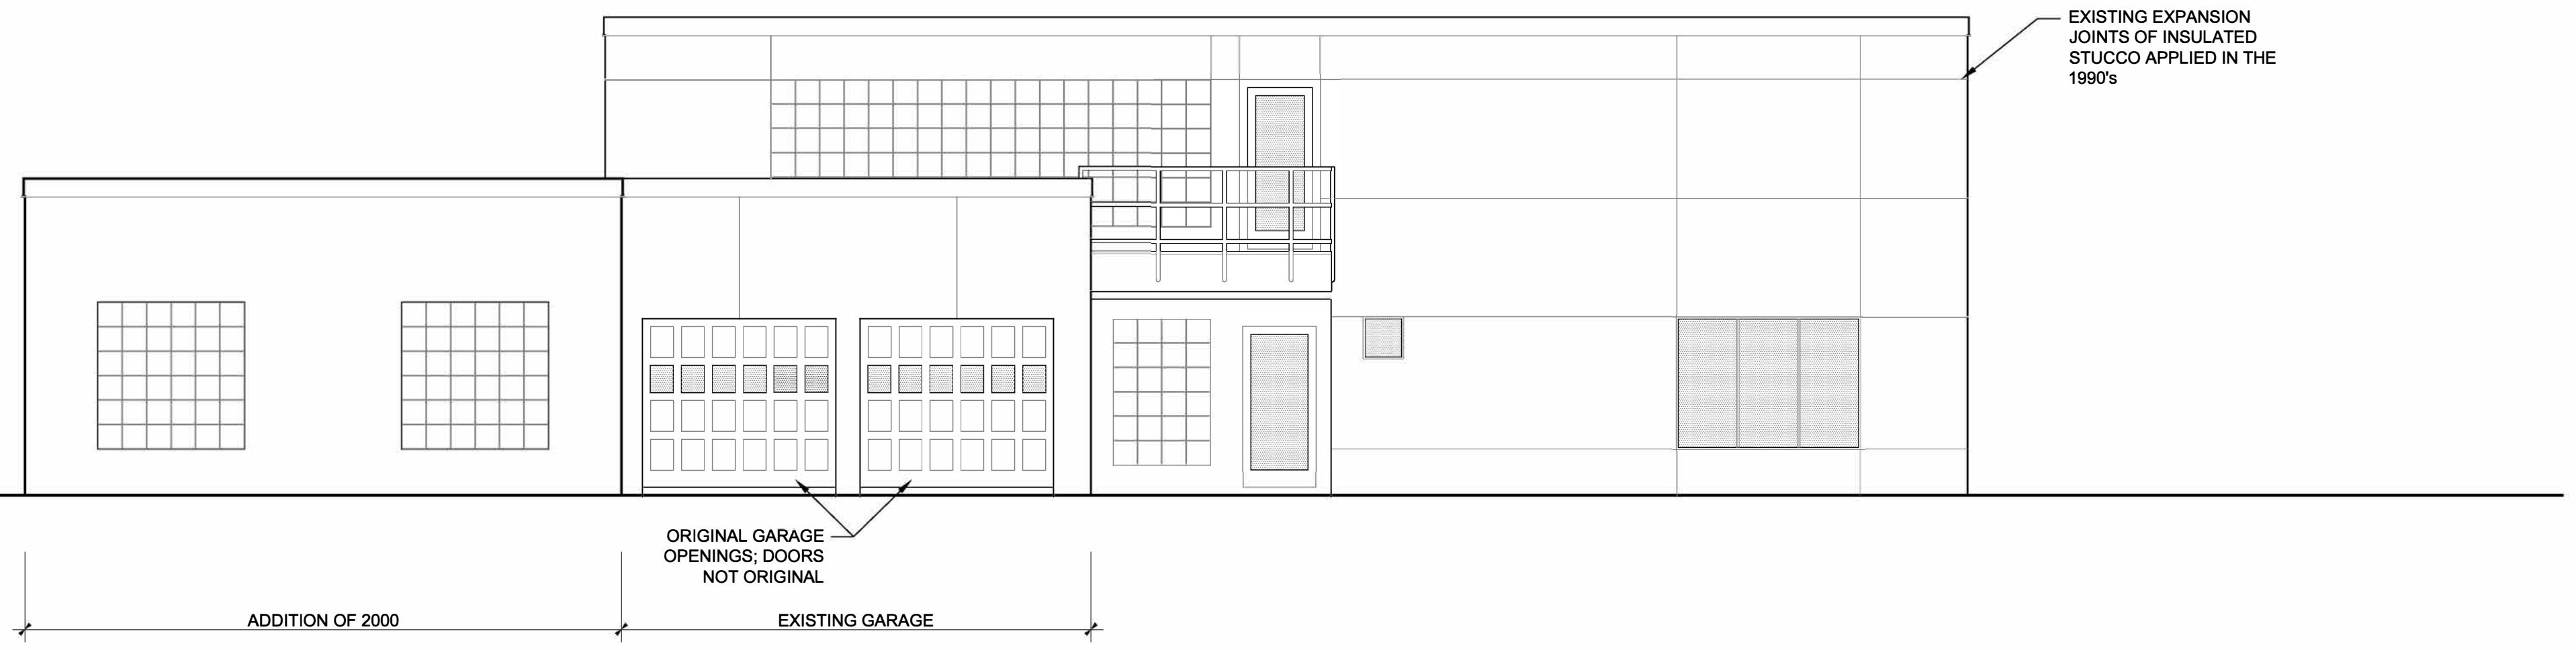 EXISTING EXPANSION
JOINTS OF INSULATED
STUCCO APPLIED IN THE
1990's
ORIGINAL GARAGE
OPENINGS; DOORS
NOT ORIGINAL
ADDITION OF 2000
EXISTING GARAGE